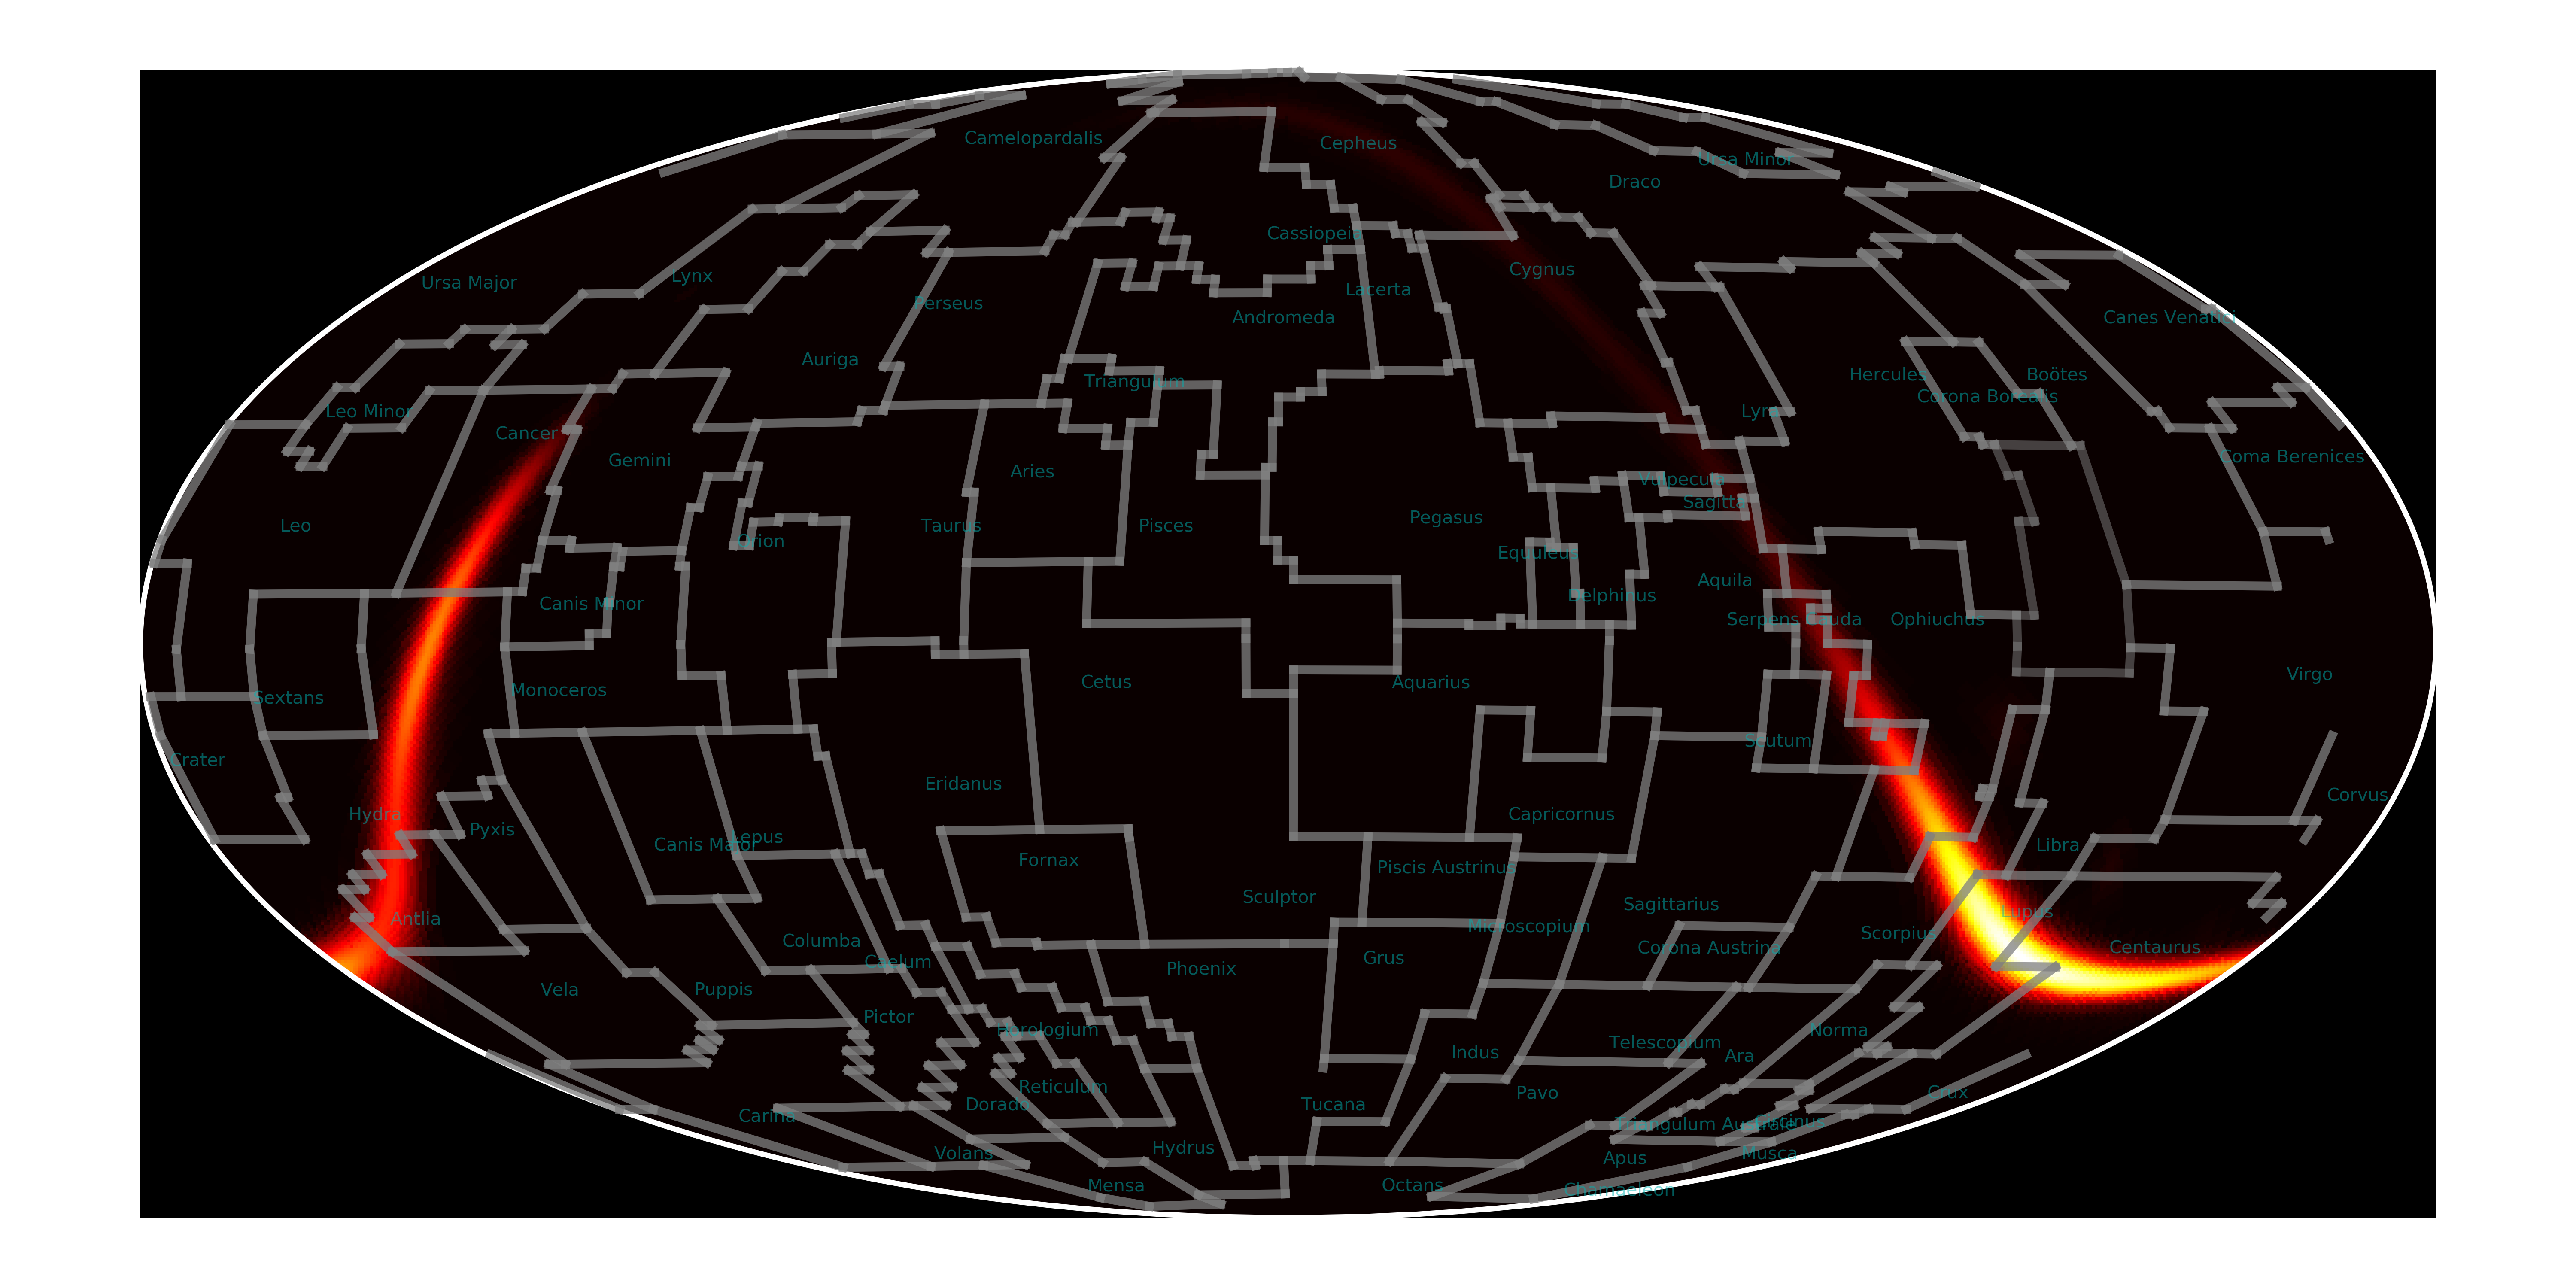 Camelopardalis
Cepheus
Ursa Minor
Draco
Cassiopeia
Cygnus
Ursa Major
Lynx
Lacerta
Perseus
Andromeda
Canes Venatici
Auriga
Triangulum
Hercules
Boötes
Corona Borealis
Leo Minor
Lyra
Cancer
Gemini
Aries
Coma Berenices
Vulpecula
Sagitta
Leo
Taurus
Pisces
Pegasus
Orion
Equuleus
Aquila
Canis Minor
Delphinus
Serpens Cauda
Ophiuchus
Virgo
Monoceros
Cetus
Aquarius
Sextans
Scutum
Crater
Eridanus
Corvus
Hydra
Capricornus
Pyxis
Lepus
Canis Major
Libra
Fornax
Piscis Austrinus
Sculptor
Sagittarius
Lupus
Antlia
Microscopium
Scorpius
Columba
Corona Austrina
Centaurus
Caelum
Grus
Phoenix
Vela
Puppis
Pictor
Horologium
Norma
Telescopium
Indus
Ara
Reticulum
Pavo
Crux
Dorado
Tucana
Carina
Triangulum Australe
Circinus
Hydrus
Volans
Musca
Apus
Mensa
Octans
Chamaeleon